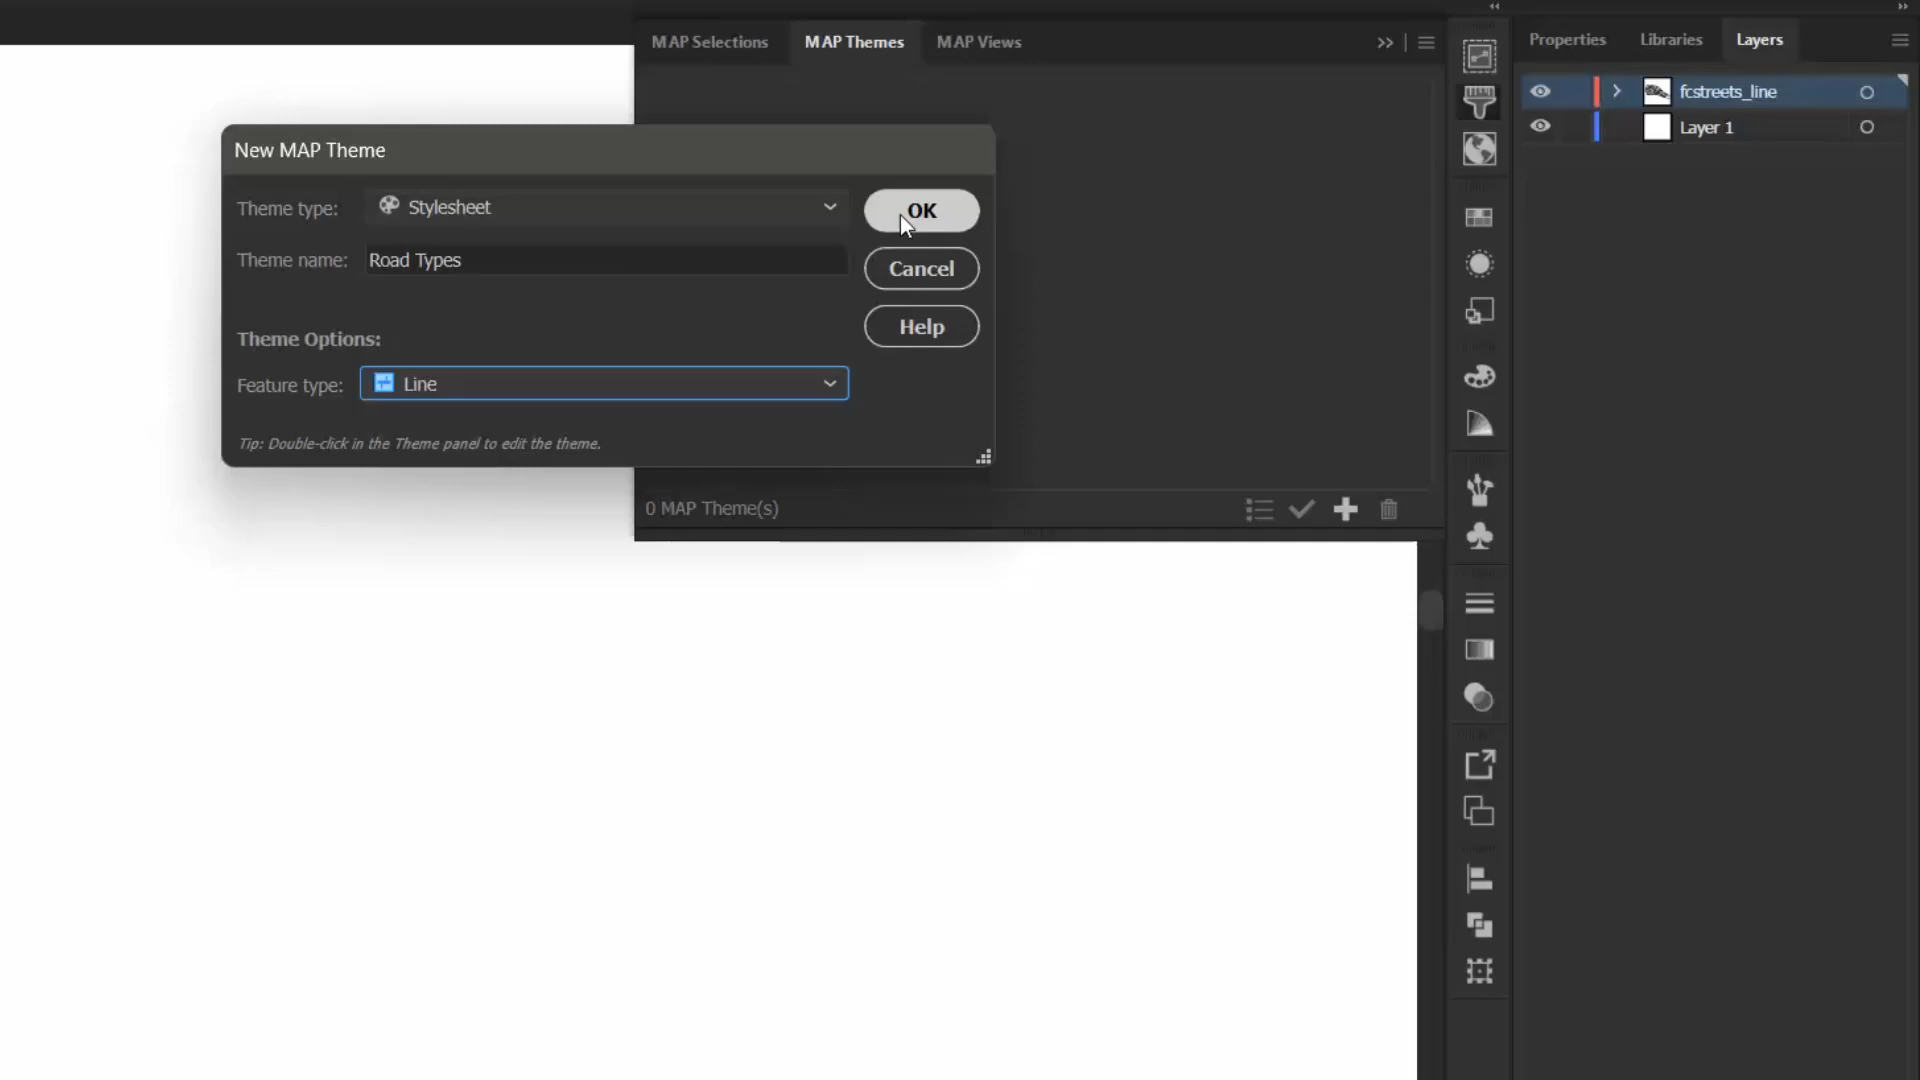 MAP Selections
MAP Themes
MAP Views
Properties
Libraries
Layers
fcstreets_line
Layer 1
New MAP Theme
Theme type:
Stylesheet
OK
Theme name:
Road Types
Cancel
Help
Theme Options:
Feature type:
Line
Tip: Double-click in the Theme panel to edit the theme.
0 MAP Theme(s)